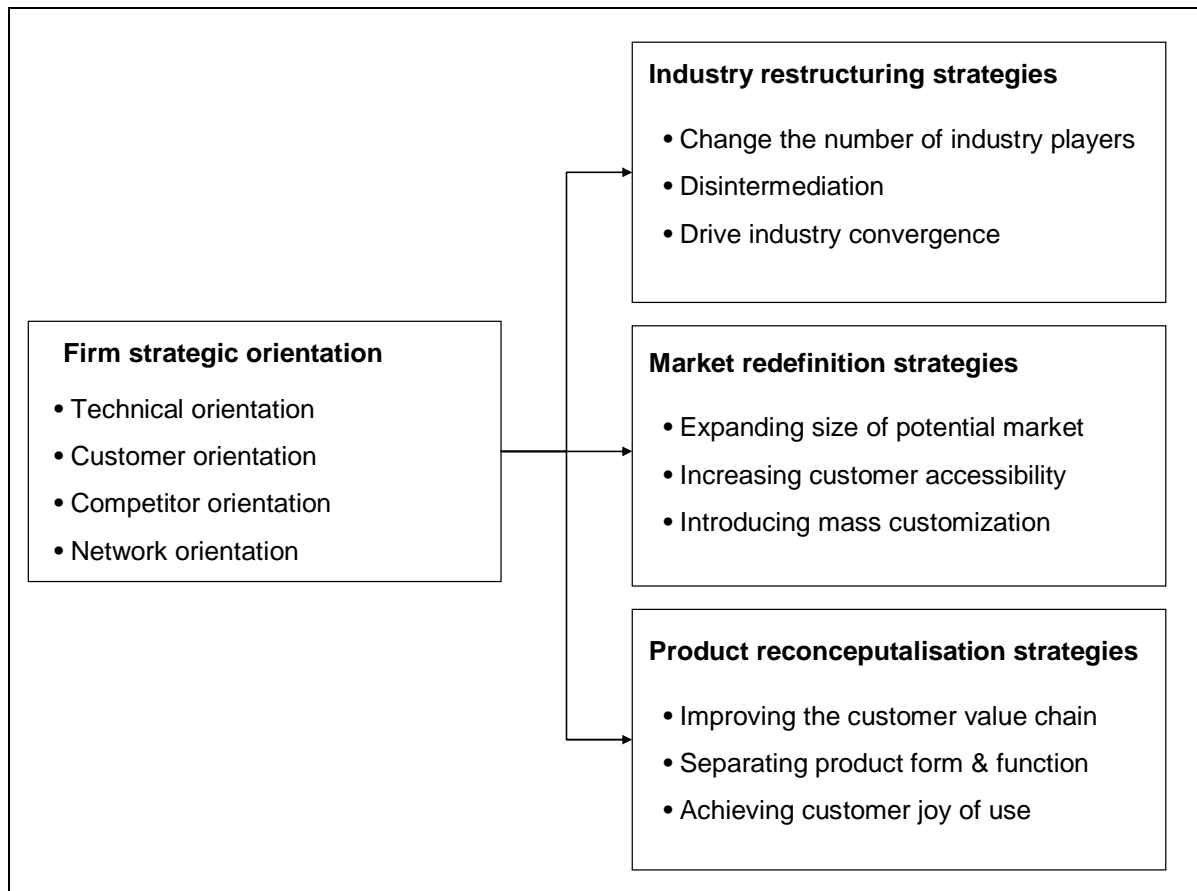 Industry restructuring strategies
• Change the number of industry players
• Disintermediation
• Drive industry convergence
Firm strategic orientation
• Technical orientation
• Customer orientation
• Competitor orientation
• Network orientation
Market redefinition strategies
• Expanding size of potential market
• Increasing customer accessibility
• Introducing mass customization
Product reconceputalisation strategies
• Improving the customer value chain
• Separating product form & function
• Achieving customer joy of use